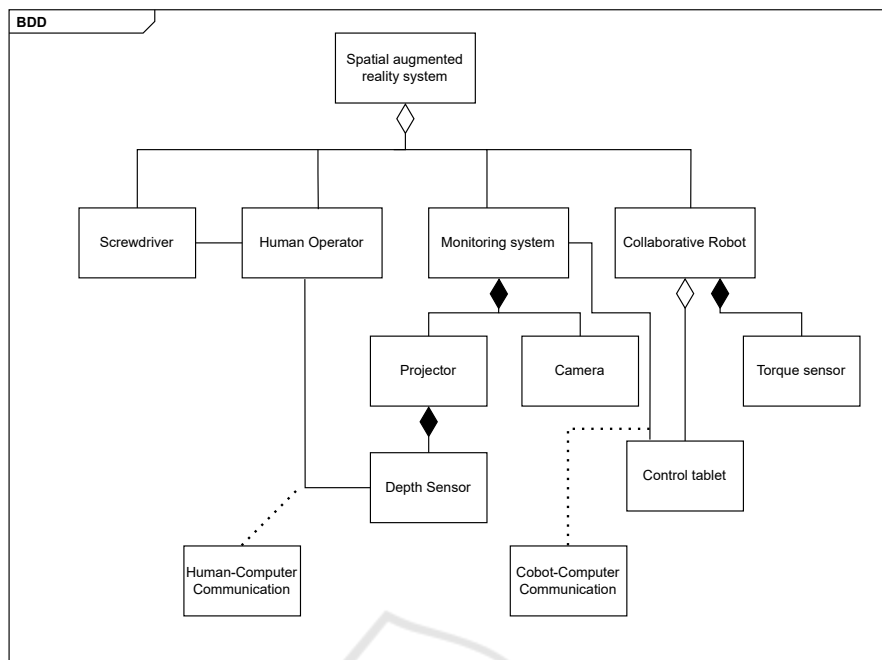 BDD
Spatial augmented
reality system
Screwdriver
Human Operator
Monitoring system
Collaborative Robot
Projector
Camera
Torque sensor
Depth Sensor
Control tablet
Human-Computer
Communication
Cobot-Computer
Communication